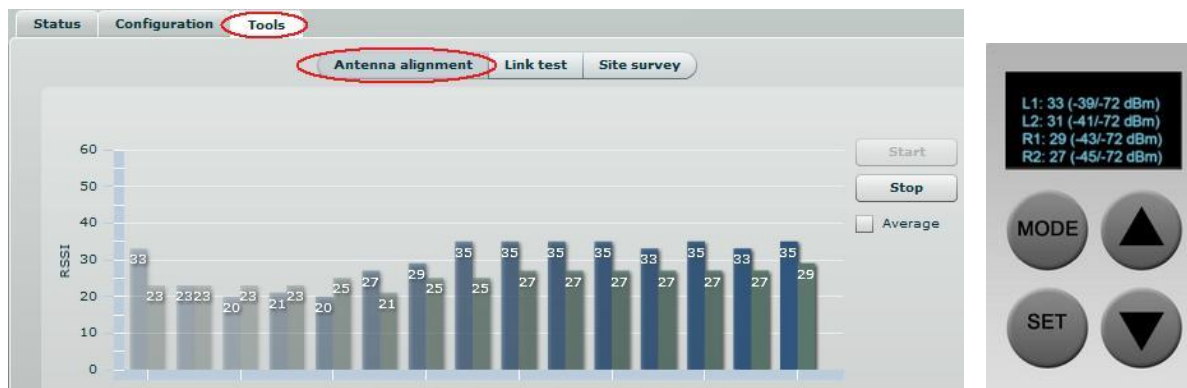 Status Configuration Tools
Antenna alignment Link test Site survey
60
50
40
30
20
10
0
RSSI
33 23 23 23 20 23 21 23 20 25 27 21 29 25 35 25 35 27 35 27 35 27 33 27 35 27 33 27 35 29
Start
Stop
Average
L1: 33 (-39/-72 dBm)
L2: 31 (-41/-72 dBm)
R1: 29 (-43/-72 dBm)
R2: 27 (-45/-72 dBm)
MODE
SET